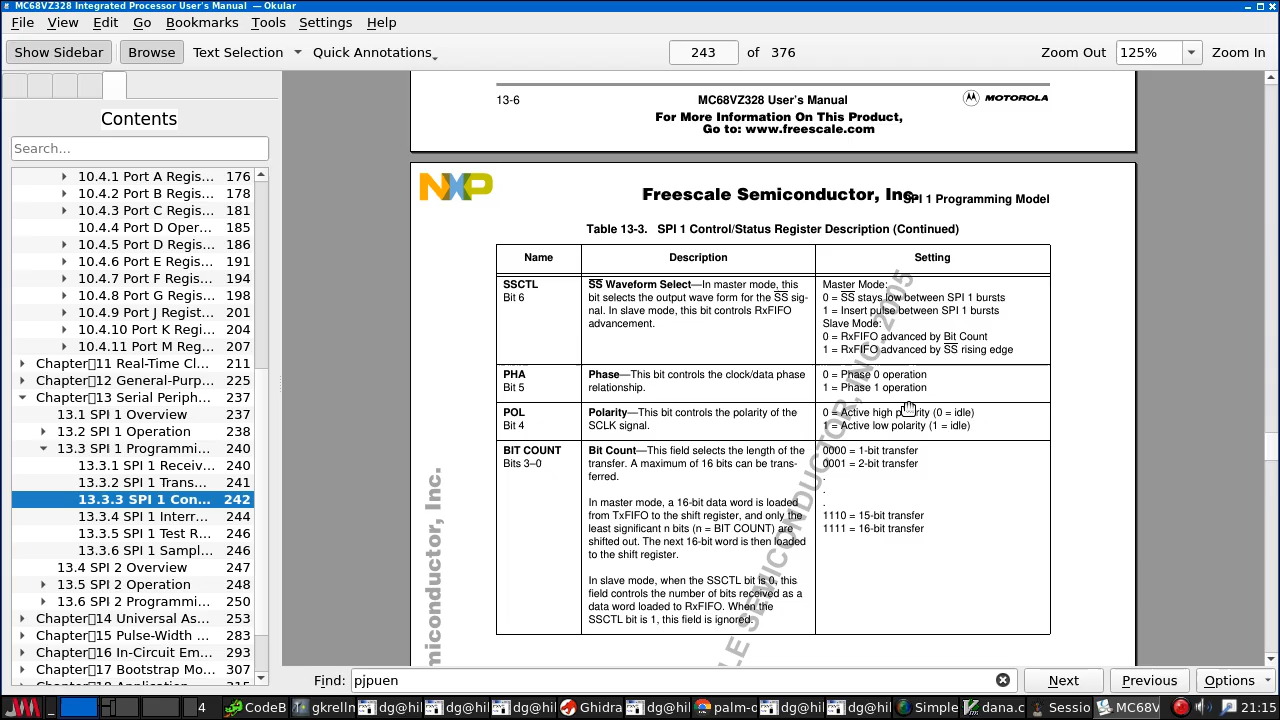 MC68VZ328 Integrated Processor User's Manual — Okular
File View Edit Go Bookmarks Tools Settings Help
Show Sidebar Browse Text Selection Quick Annotations 243 of 376 Zoom Out 125% Zoom In
Contents
Search...
10.4.1 Port A Regis... 176
10.4.2 Port B Regis... 178
10.4.3 Port C Regis... 181
10.4.4 Port D Oper... 185
10.4.5 Port D Regis... 186
10.4.6 Port E Regis... 191
10.4.7 Port F Regis... 194
10.4.8 Port G Regis... 198
10.4.9 Port J Regist... 201
10.4.10 Port K Regi... 204
10.4.11 Port M Reg... 207
Chapter 11 Real-Time Cl... 211
Chapter 12 General-Purp... 225
Chapter 13 Serial Periph... 237
13.1 SPI 1 Overview 237
13.2 SPI 1 Operation 238
13.3 SPI 1 Programmi... 240
13.3.1 SPI 1 Receiv... 240
13.3.2 SPI 1 Trans... 241
13.3.3 SPI 1 Con... 242
13.3.4 SPI 1 Interr... 244
13.3.5 SPI 1 Test R... 246
13.3.6 SPI 1 Sampl... 246
13.4 SPI 2 Overview 247
13.5 SPI 2 Operation 248
13.6 SPI 2 Programmi... 250
Chapter 14 Universal As... 253
Chapter 15 Pulse-Width ... 283
Chapter 16 In-Circuit Em... 293
Chapter 17 Bootstrap Mo... 307
13-6 MC68VZ328 User's Manual MOTOROLA
For More Information On This Product,
Go to: www.freescale.com
NXP
Freescale Semiconductor, Inc.
SPI 1 Programming Model
Table 13-3. SPI 1 Control/Status Register Description (Continued)
Name Description Setting
SSCTL
Bit 6
SS Waveform Select—In master mode, this
bit selects the output wave form for the SS sig-
nal. In slave mode, this bit controls RxFIFO
advancement.
Master Mode:
0 = SS stays low between SPI 1 bursts
1 = Insert pulse between SPI 1 bursts
Slave Mode:
0 = RxFIFO advanced by Bit Count
1 = RxFIFO advanced by SS rising edge
PHA
Bit 5
Phase—This bit controls the clock/data phase
relationship.
0 = Phase 0 operation
1 = Phase 1 operation
POL
Bit 4
Polarity—This bit controls the polarity of the
SCLK signal.
0 = Active high polarity (0 = idle)
1 = Active low polarity (1 = idle)
BIT COUNT
Bits 3–0
Bit Count—This field selects the length of the
transfer. A maximum of 16 bits can be trans-
ferred.
In master mode, a 16-bit data word is loaded
from TxFIFO to the shift register, and only the
least significant n bits (n = BIT COUNT) are
shifted out. The next 16-bit word is then loaded
to the shift register.
In slave mode, when the SSCTL bit is 0, this
field controls the number of bits received as a
data word loaded to RxFIFO. When the
SSCTL bit is 1, this field is ignored.
0000 = 1-bit transfer
0001 = 2-bit transfer
.
.
.
1110 = 15-bit transfer
1111 = 16-bit transfer
miconductor, Inc.
LE SEMICONDUCTOR, INC. 2005
Find: pjpuen Next Previous Options
4 CodeB gkrelln dg@hil dg@hil dg@hil Ghidra dg@hil palm-o dg@hil dg@hil Simple dana.c Sessio MC68V 21:15